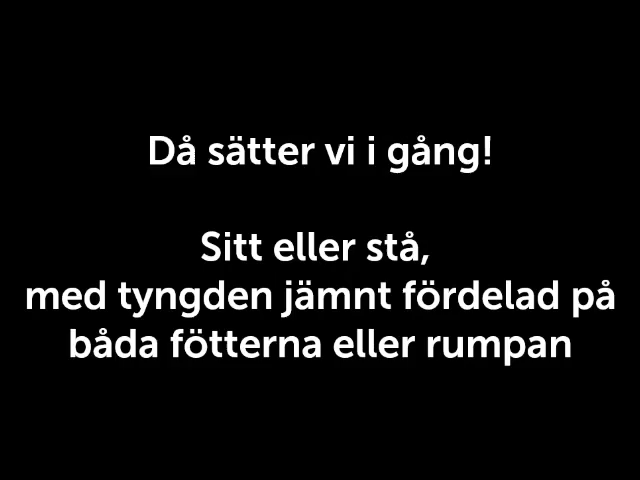 Då sätter vi i gång!
Sitt eller stå,
med tyngden jämnt fördelad på
båda fötterna eller rumpan